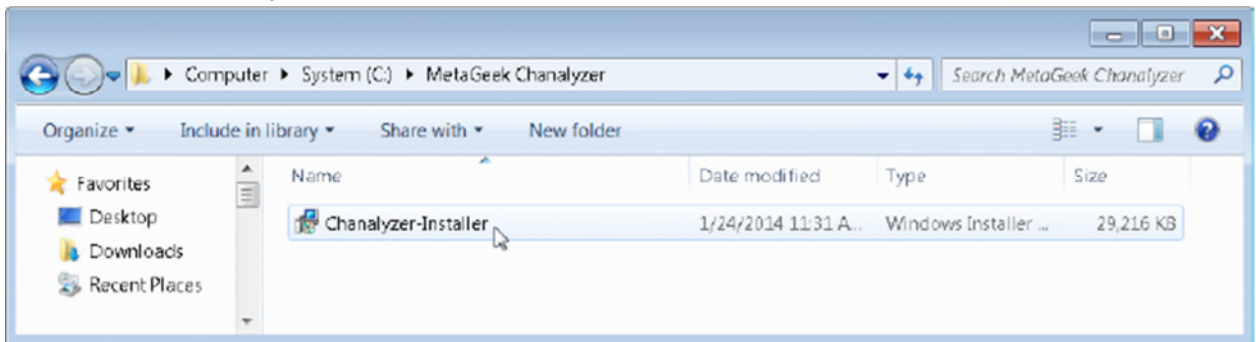 Computer System (C:) MetaGeek Chanalyzer Search MetaGeek Chanalyzer
Organize Include in library Share with New folder
Name Date modified Type Size
Favorites
Chanalyzer-Installer 1/24/2014 11:31 A... Windows Installer ... 29,216 KB
Desktop
Downloads
Recent Places